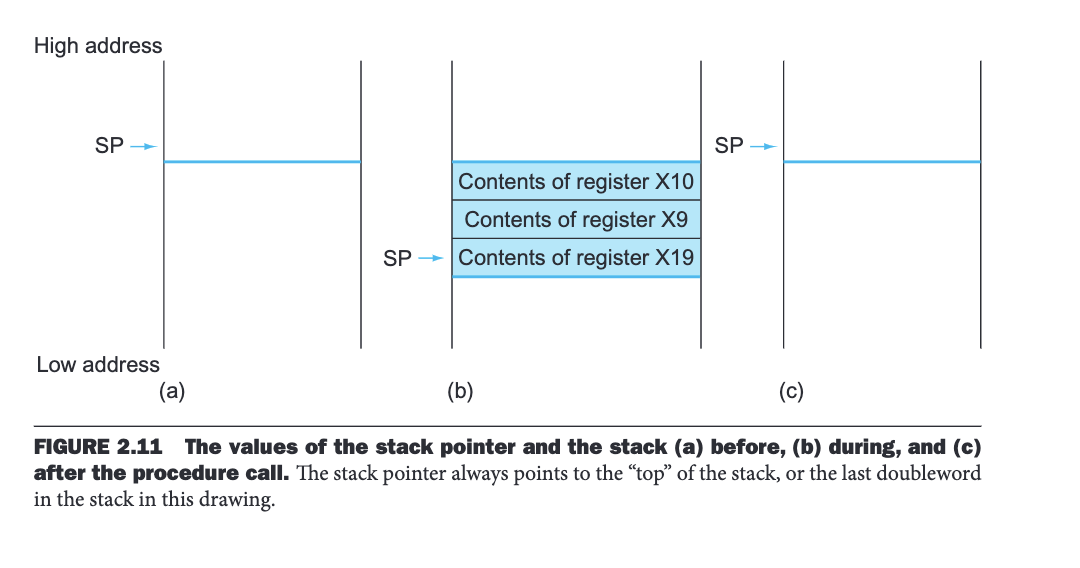 High address
SP
SP
Contents of register X10
Contents of register X9
SP
Contents of register X19
Low address
(a)
(b)
(c)
FIGURE 2.11 The values of the stack pointer and the stack (a) before, (b) during, and (c)
after the procedure call. The stack pointer always points to the “top” of the stack, or the last doubleword
in the stack in this drawing.